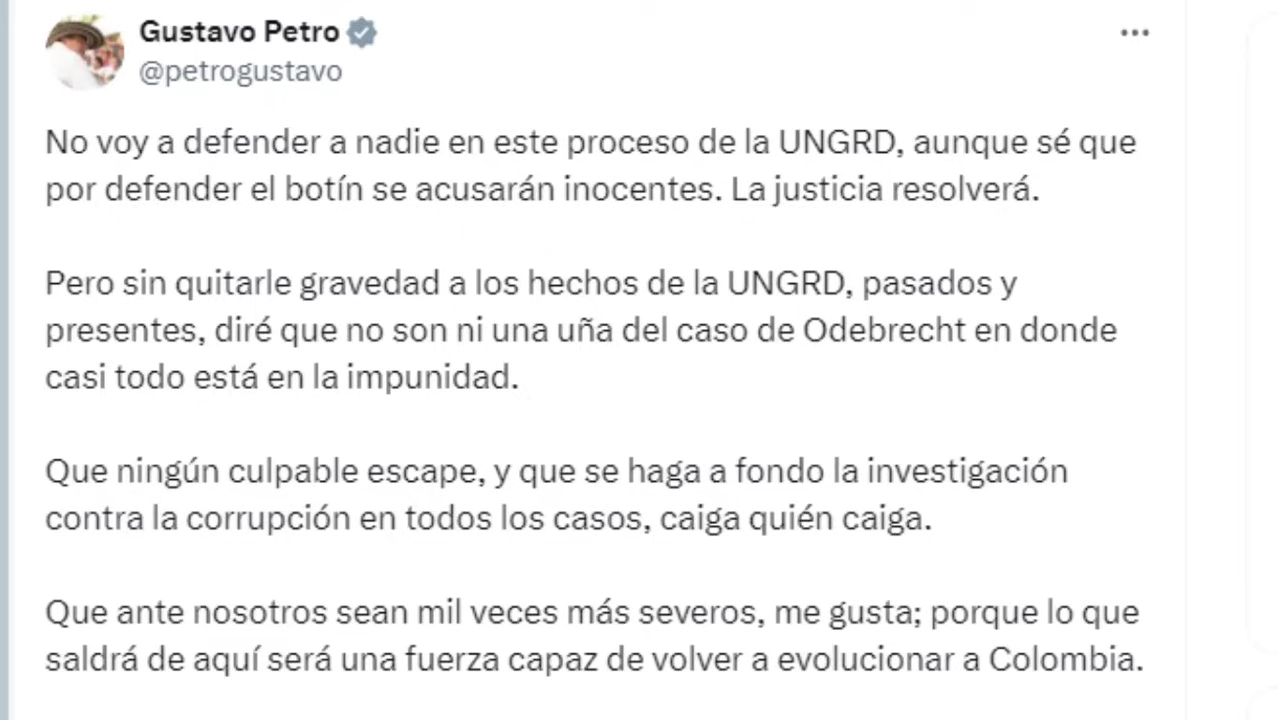 Gustavo Petro
@petrogustavo
No voy a defender a nadie en este proceso de la UNGRD, aunque sé que
por defender el botín se acusarán inocentes. La justicia resolverá.
Pero sin quitarle gravedad a los hechos de la UNGRD, pasados y
presentes, diré que no son ni una uña del caso de Odebrecht en donde
casi todo está en la impunidad.
Que ningún culpable escape, y que se haga a fondo la investigación
contra la corrupción en todos los casos, caiga quién caiga.
Que ante nosotros sean mil veces más severos, me gusta; porque lo que
saldrá de aquí será una fuerza capaz de volver a evolucionar a Colombia.